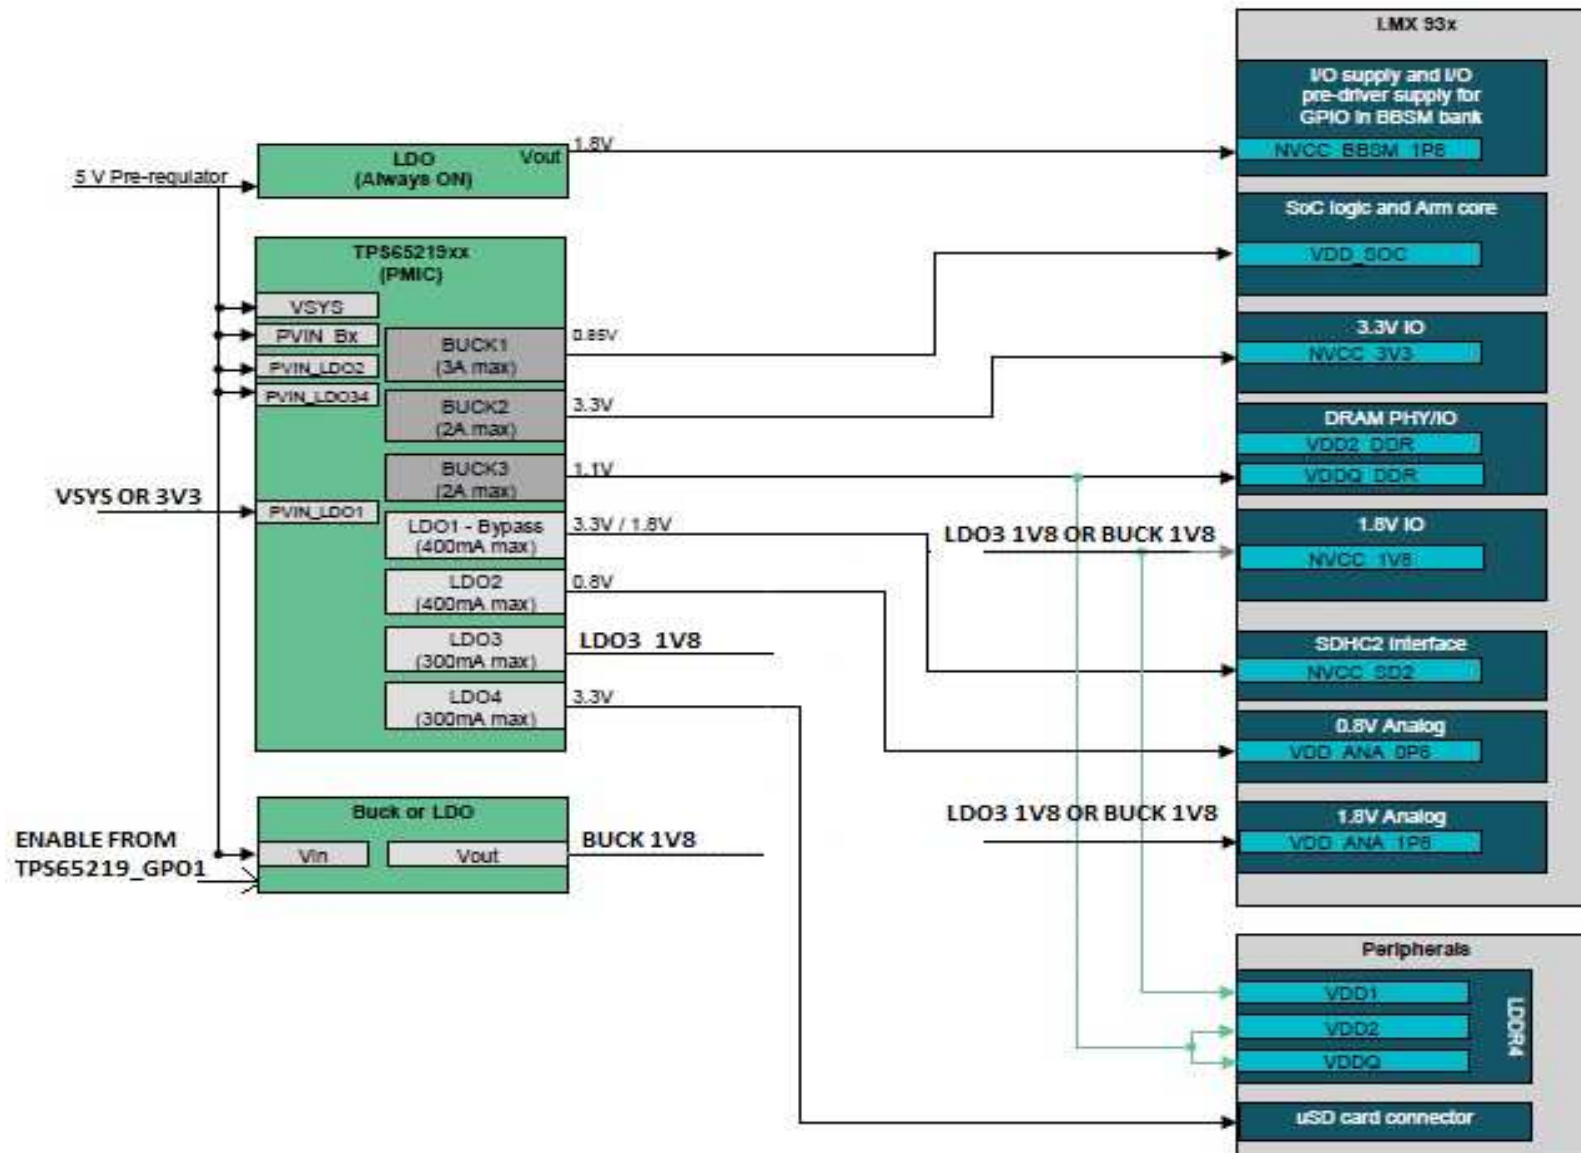 LMX 93x
I/O supply and I/O
pre-driver supply for
GPIO in BBSM bank
NVCC_BBSM_1P8
LDO
(Always ON)
Vout
1.8V
5 V Pre-regulator
SoC logic and Arm core
VDD_SOC
TPS65219xx
(PMIC)
VSYS
PVIN_Bx
PVIN_LDO2
PVIN_LDO34
BUCK1
(3A max)
0.85V
3.3V IO
NVCC_3V3
BUCK2
(2A max)
3.3V
DRAM PHY/IO
VDD2_DDR
VDDQ_DDR
BUCK3
(2A max)
1.1V
VSYS OR 3V3
PVIN_LDO1
LDO1 - Bypass
(400mA max)
3.3V / 1.8V
LDO3 1V8 OR BUCK 1V8
1.8V IO
NVCC_1V8
LDO2
(400mA max)
0.8V
LDO3
(300mA max)
LDO3 1V8
SDHC2 Interface
NVCC_SD2
LDO4
(300mA max)
3.3V
0.8V Analog
VDD_ANA_0P8
Buck or LDO
Vin
Vout
BUCK 1V8
ENABLE FROM
TPS65219_GPO1
LDO3 1V8 OR BUCK 1V8
1.8V Analog
VDD_ANA_1P8
Peripherals
VDD1
VDD2
VDDQ
LDDR4
uSD card connector